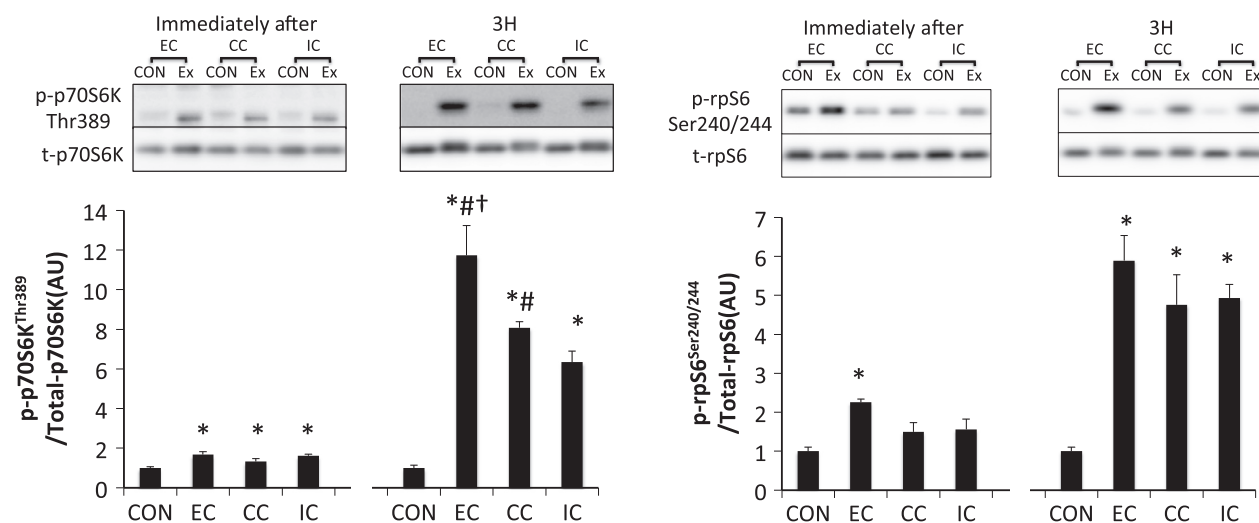 Immediately after
3H
EC CC IC
EC CC IC
CON Ex CON Ex CON Ex
CON Ex CON Ex CON Ex
p-p70S6K
Thr389
t-p70S6K
14
12
10
8
6
4
2
0
p-p70S6K^Thr389
/Total-p70S6K(AU)
* * *
*#†
*#
*
CON EC CC IC
CON EC CC IC
Immediately after
3H
EC CC IC
EC CC IC
CON Ex CON Ex CON Ex
CON Ex CON Ex CON Ex
p-rpS6
Ser240/244
t-rpS6
7
6
5
4
3
2
1
0
p-rpS6^Ser240/244
/Total-rpS6(AU)
*
* * *
CON EC CC IC
CON EC CC IC